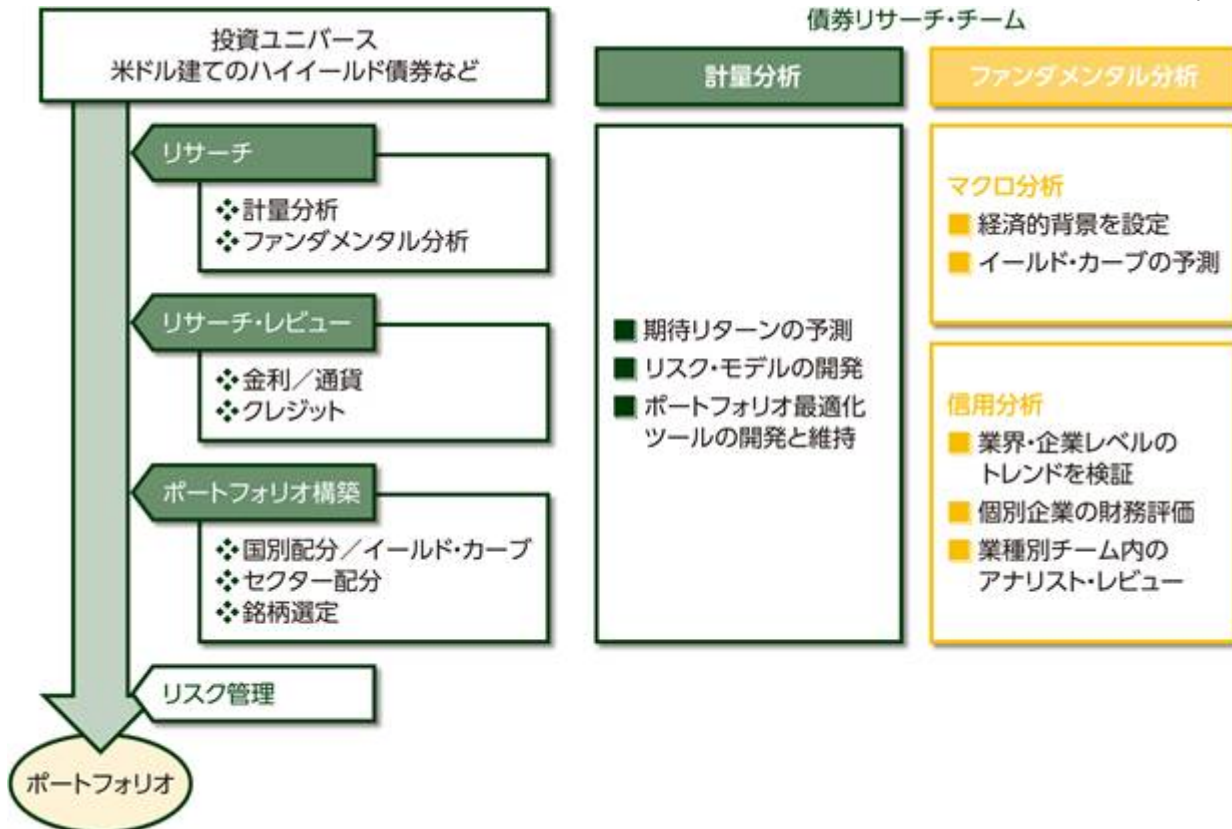 投資ユニバース
米ドル建てのハイイールド債券など
リサーチ
❖計量分析
❖ファンダメンタル分析
リサーチ・レビュー
❖金利／通貨
❖クレジット
ポートフォリオ構築
❖国別配分／イールド・カーブ
❖セクター配分
❖銘柄選定
リスク管理
ポートフォリオ
債券リサーチ・チーム
計量分析
■期待リターンの予測
■リスク・モデルの開発
■ポートフォリオ最適化
ツールの開発と維持
ファンダメンタル分析
マクロ分析
■経済的背景を設定
■イールド・カーブの予測
信用分析
■業界・企業レベルの
トレンドを検証
■個別企業の財務評価
■業種別チーム内の
アナリスト・レビュー